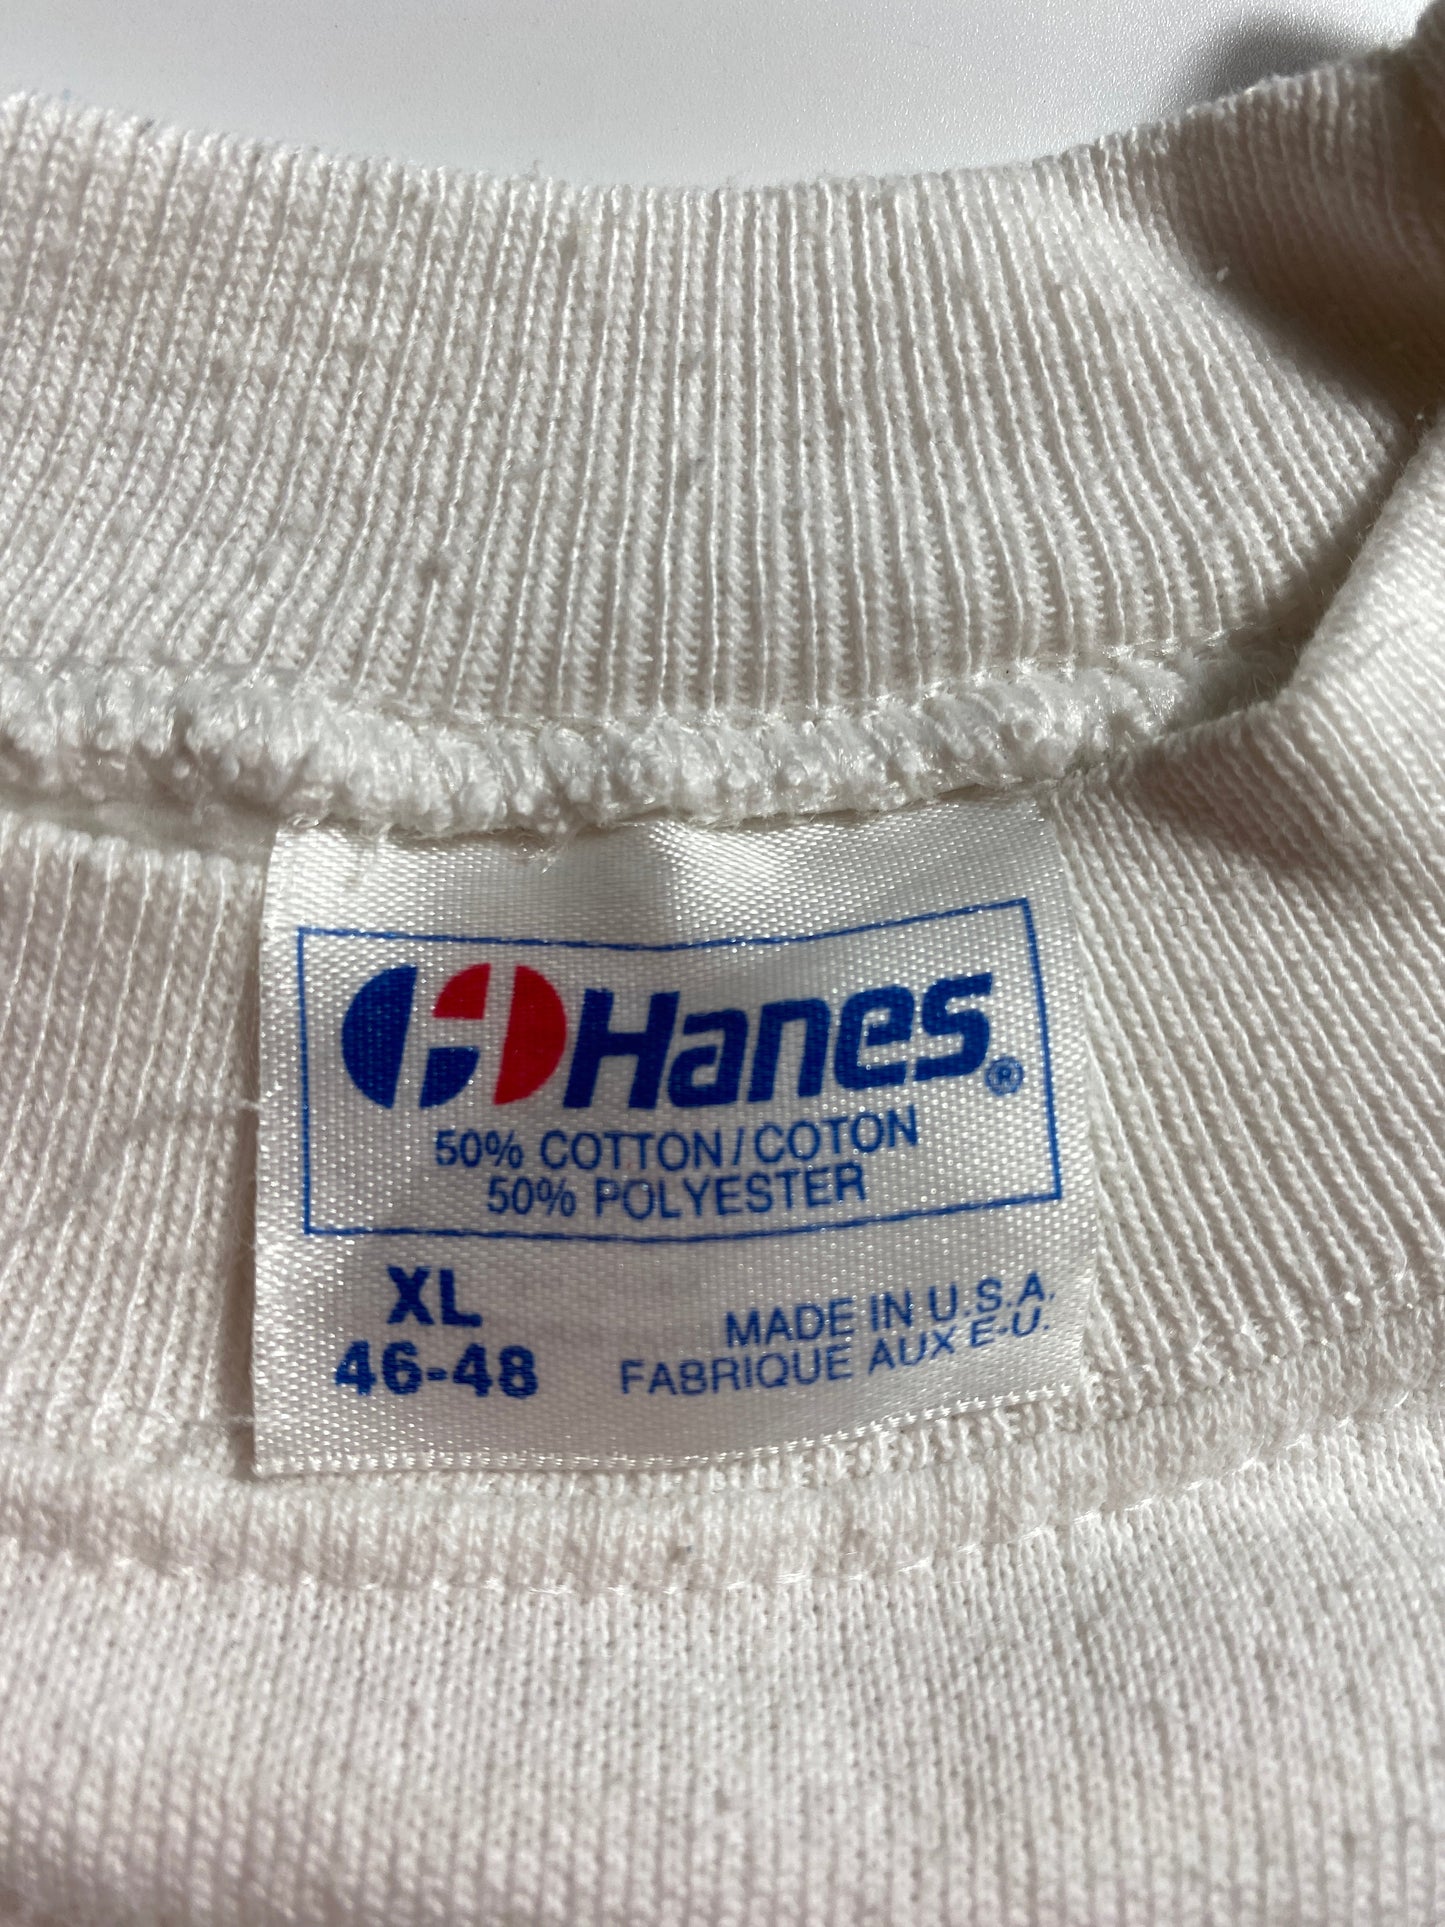 Hanes®
50% COTTON/COTON
50% POLYESTER
XL
46-48
MADE IN U.S.A.
FABRIQUE AUX E-U.